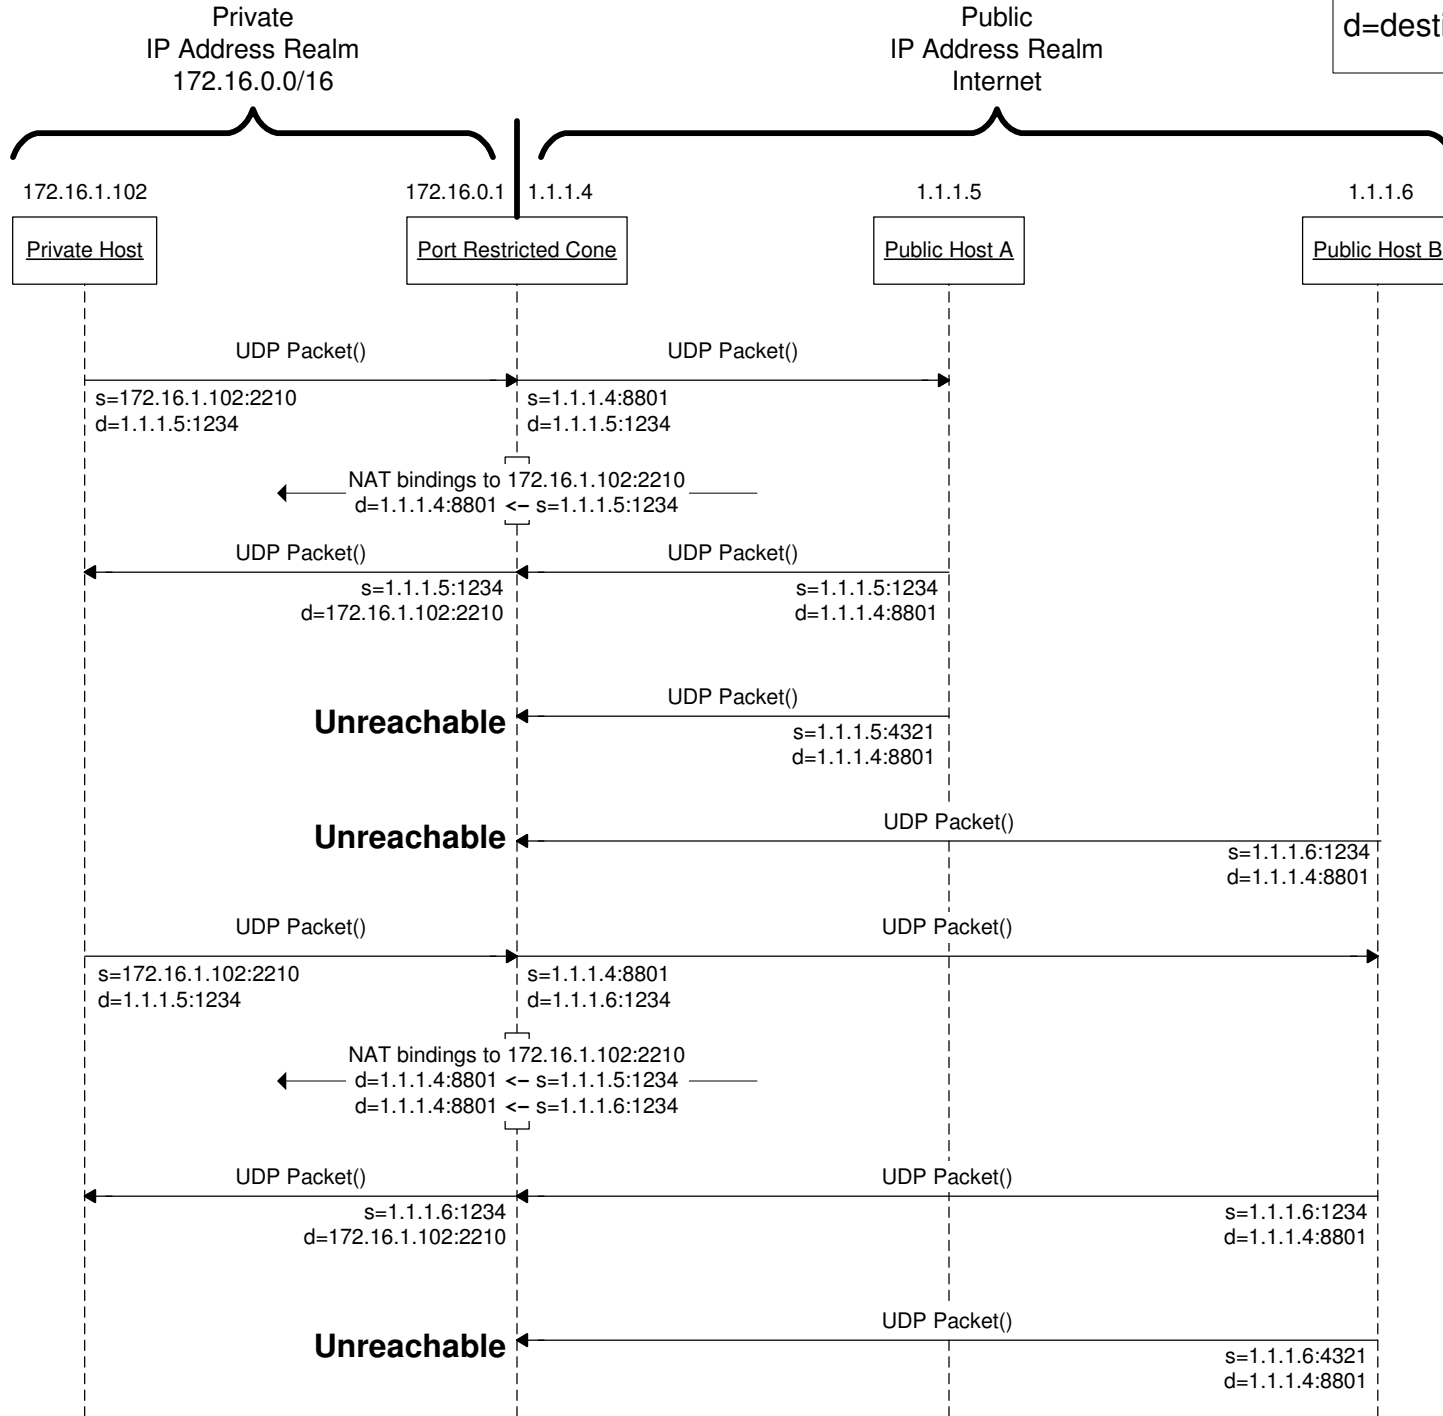 Private
IP Address Realm
172.16.0.0/16
Public
IP Address Realm
Internet
172.16.1.102
172.16.0.1
1.1.1.4
1.1.1.5
1.1.1.6
Private Host
Port Restricted Cone
Public Host A
Public Host B
UDP Packet()
UDP Packet()
s=172.16.1.102:2210
d=1.1.1.5:1234
s=1.1.1.4:8801
d=1.1.1.5:1234
NAT bindings to 172.16.1.102:2210
d=1.1.1.4:8801 <- s=1.1.1.5:1234
UDP Packet()
UDP Packet()
s=1.1.1.5:1234
d=172.16.1.102:2210
s=1.1.1.5:1234
d=1.1.1.4:8801
UDP Packet()
Unreachable
s=1.1.1.5:4321
d=1.1.1.4:8801
UDP Packet()
Unreachable
s=1.1.1.6:1234
d=1.1.1.4:8801
UDP Packet()
UDP Packet()
s=172.16.1.102:2210
d=1.1.1.5:1234
s=1.1.1.4:8801
d=1.1.1.6:1234
NAT bindings to 172.16.1.102:2210
d=1.1.1.4:8801 <- s=1.1.1.5:1234
d=1.1.1.4:8801 <- s=1.1.1.6:1234
UDP Packet()
UDP Packet()
s=1.1.1.6:1234
d=172.16.1.102:2210
s=1.1.1.6:1234
d=1.1.1.4:8801
UDP Packet()
Unreachable
s=1.1.1.6:4321
d=1.1.1.4:8801